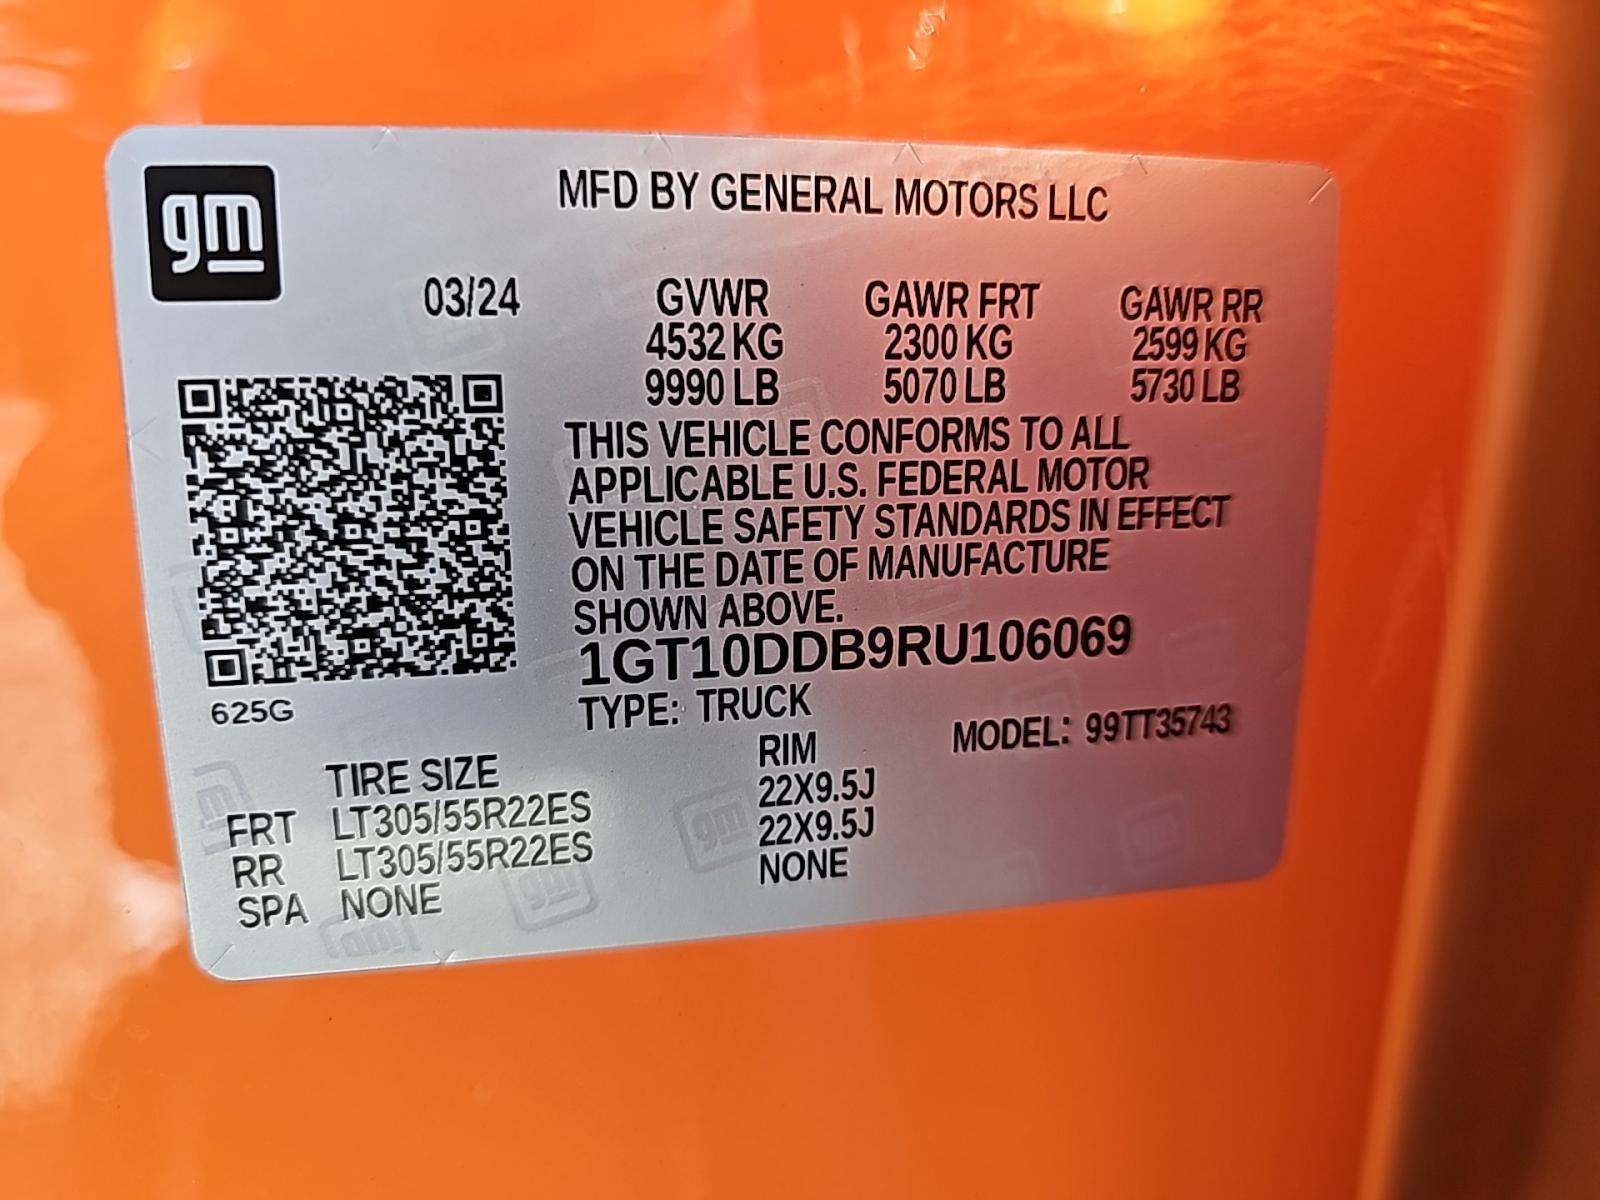 gm
MFD BY GENERAL MOTORS LLC
03/24 GVWR GAWR FRT GAWR RR
4532 KG 2300 KG 2599 KG
9990 LB 5070 LB 5730 LB
THIS VEHICLE CONFORMS TO ALL
APPLICABLE U.S. FEDERAL MOTOR
VEHICLE SAFETY STANDARDS IN EFFECT
ON THE DATE OF MANUFACTURE
SHOWN ABOVE.
1GT10DDB9RU106069
625G
TYPE: TRUCK MODEL: 99TT35743
TIRE SIZE RIM
FRT LT305/55R22ES 22X9.5J
RR LT305/55R22ES 22X9.5J
SPA NONE NONE